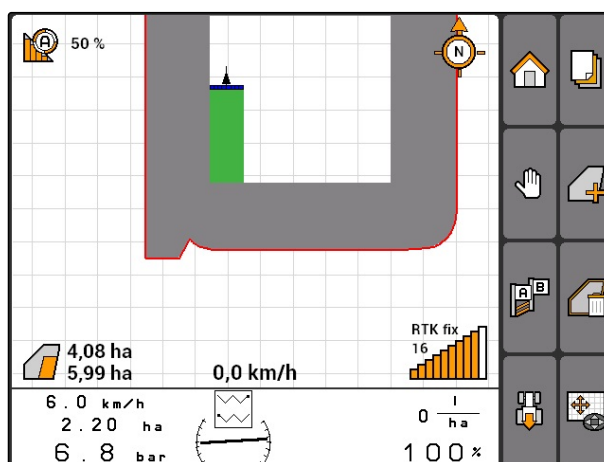 A
50 %
N
A B
RTK fix
16
4,08 ha
5,99 ha
0,0 km/h
6.0 km/h
2.20 ha
6.8 bar
0 l/ha
100%